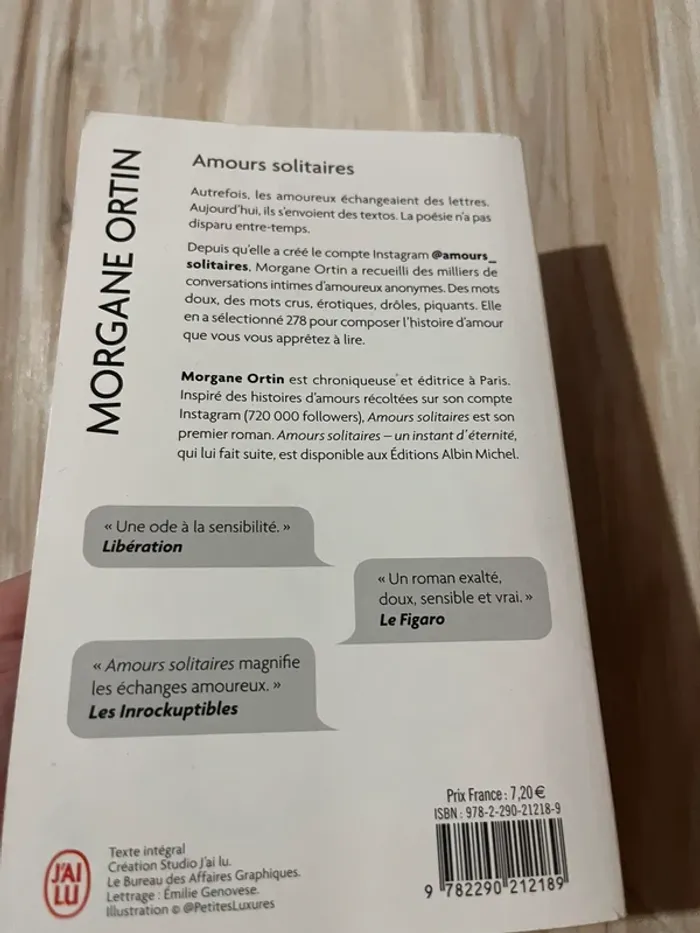 MORGANE ORTIN
Amours solitaires
Autrefois, les amoureux échangeaient des lettres.
Aujourd'hui, ils s'envoient des textos. La poésie n'a pas
disparu entre-temps.
Depuis qu'elle a créé le compte Instagram @amours_
solitaires, Morgane Ortin a recueilli des milliers de
conversations intimes d'amoureux anonymes. Des mots
doux, des mots crus, érotiques, drôles, piquants. Elle
en a sélectionné 278 pour composer l'histoire d'amour
que vous vous apprêtez à lire.
Morgane Ortin est chroniqueuse et éditrice à Paris.
Inspiré des histoires d'amours récoltées sur son compte
Instagram (720 000 followers), Amours solitaires est son
premier roman. Amours solitaires – un instant d'éternité,
qui lui fait suite, est disponible aux Éditions Albin Michel.
« Une ode à la sensibilité. »
Libération
« Un roman exalté,
doux, sensible et vrai. »
Le Figaro
« Amours solitaires magnifie
les échanges amoureux. »
Les Inrockuptibles
Prix France : 7,20 €
ISBN : 978-2-290-21218-9
9 782290 212189
J'AI
LU
Texte intégral
Création Studio J'ai lu.
Le Bureau des Affaires Graphiques.
Lettrage : Émilie Genovese.
Illustration © @PetitesLuxures